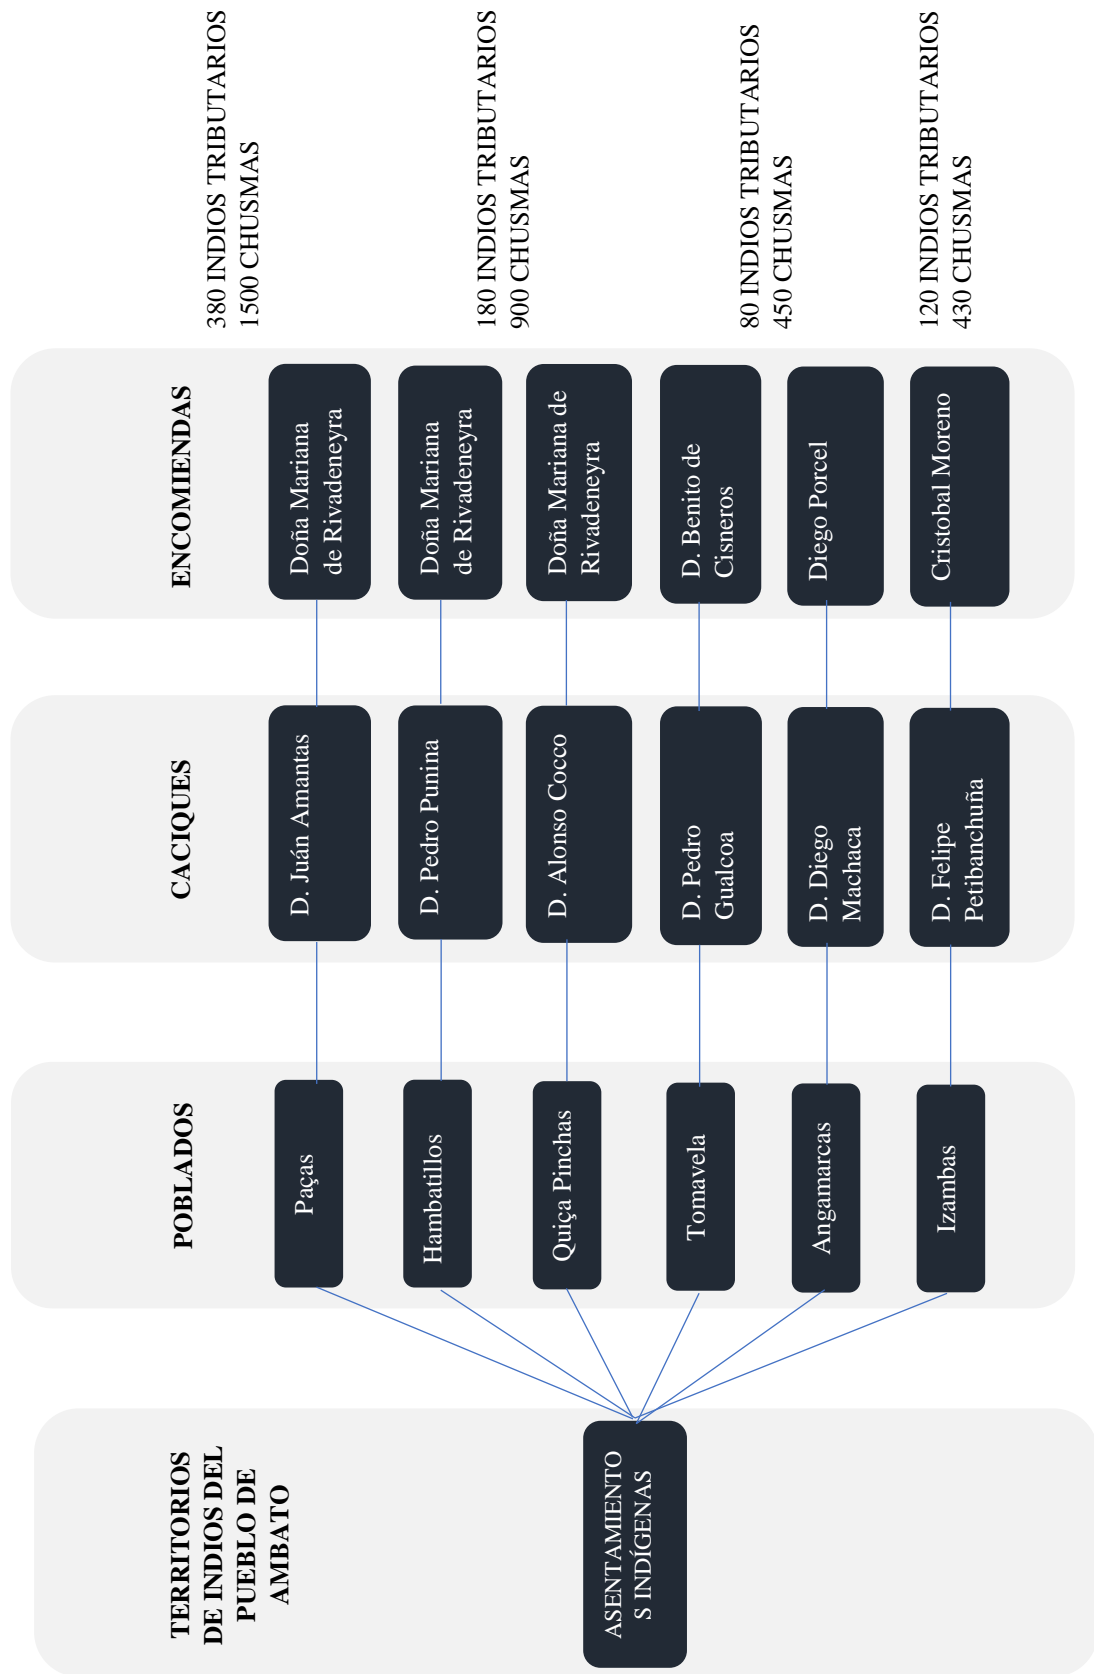 TERRITORIOS
DE INDIOS DEL
PUEBLO DE
AMBATO
POBLADOS
CACIQUES
ENCOMIENDAS
ASENTAMIENTO
S INDÍGENAS
Paças
D. Juán Amantas
Doña Mariana
de Rivadeneyra
380 INDIOS TRIBUTARIOS
1500 CHUSMAS
Hambatillos
D. Pedro Punina
Doña Mariana
de Rivadeneyra
Quiça Pinchas
D. Alonso Cocco
Doña Mariana de
Rivadeneyra
180 INDIOS TRIBUTARIOS
900 CHUSMAS
Tomavela
D. Pedro
Gualcoa
D. Benito de
Cisneros
Angamarcas
D. Diego
Machaca
Diego Porcel
80 INDIOS TRIBUTARIOS
450 CHUSMAS
Izambas
D. Felipe
Petibanchuña
Cristobal Moreno
120 INDIOS TRIBUTARIOS
430 CHUSMAS